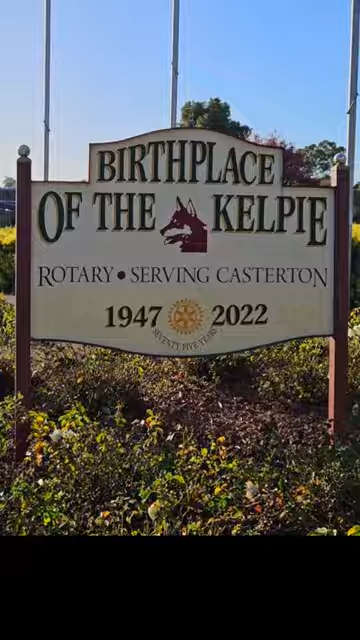 BIRTHPLACE
OF THE KELPIE
ROTARY • SERVING CASTERTON
1947 2022
SEVENTY FIVE YEARS